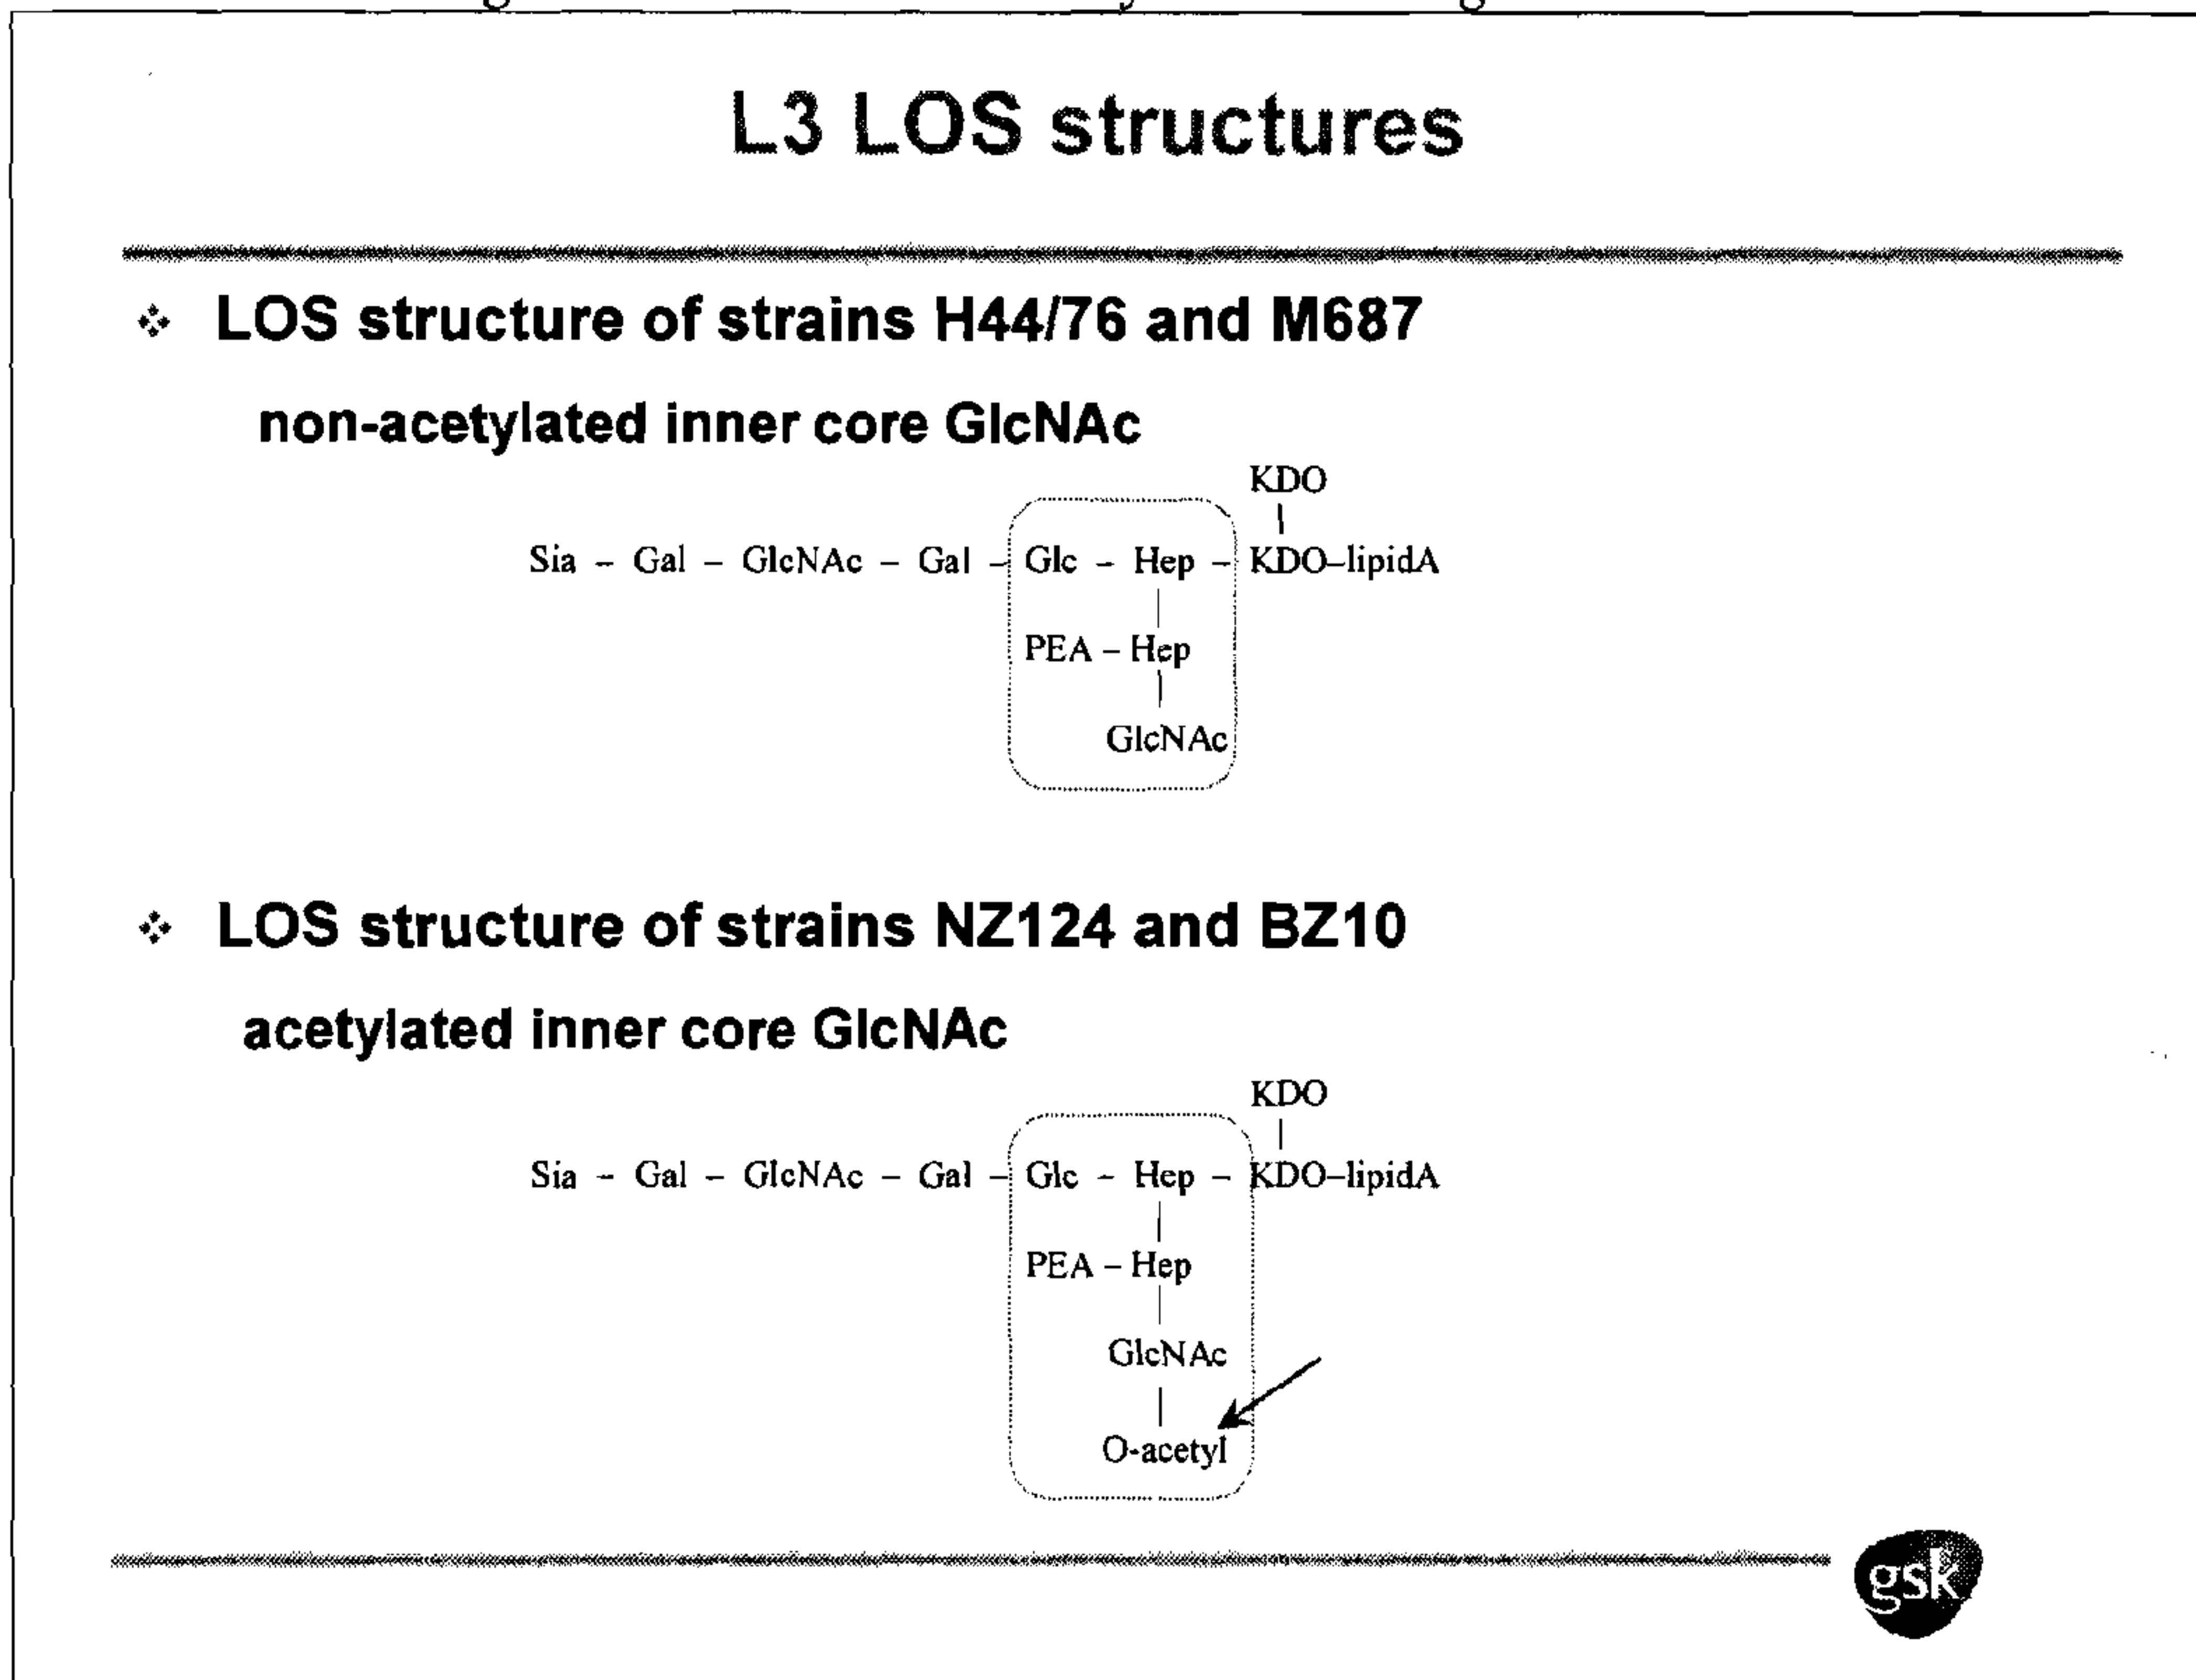 L3 LOS structures
❖ LOS structure of strains H44/76 and M687
non-acetylated inner core GlcNAc
KDO
|
Sia – Gal – GlcNAc – Gal – Glc – Hep – KDO–lipidA
|
PEA – Hep
|
GlcNAc
❖ LOS structure of strains NZ124 and BZ10
acetylated inner core GlcNAc
KDO
|
Sia – Gal – GlcNAc – Gal – Glc – Hep – KDO–lipidA
|
PEA – Hep
|
GlcNAc
|
O-acetyl
gsk